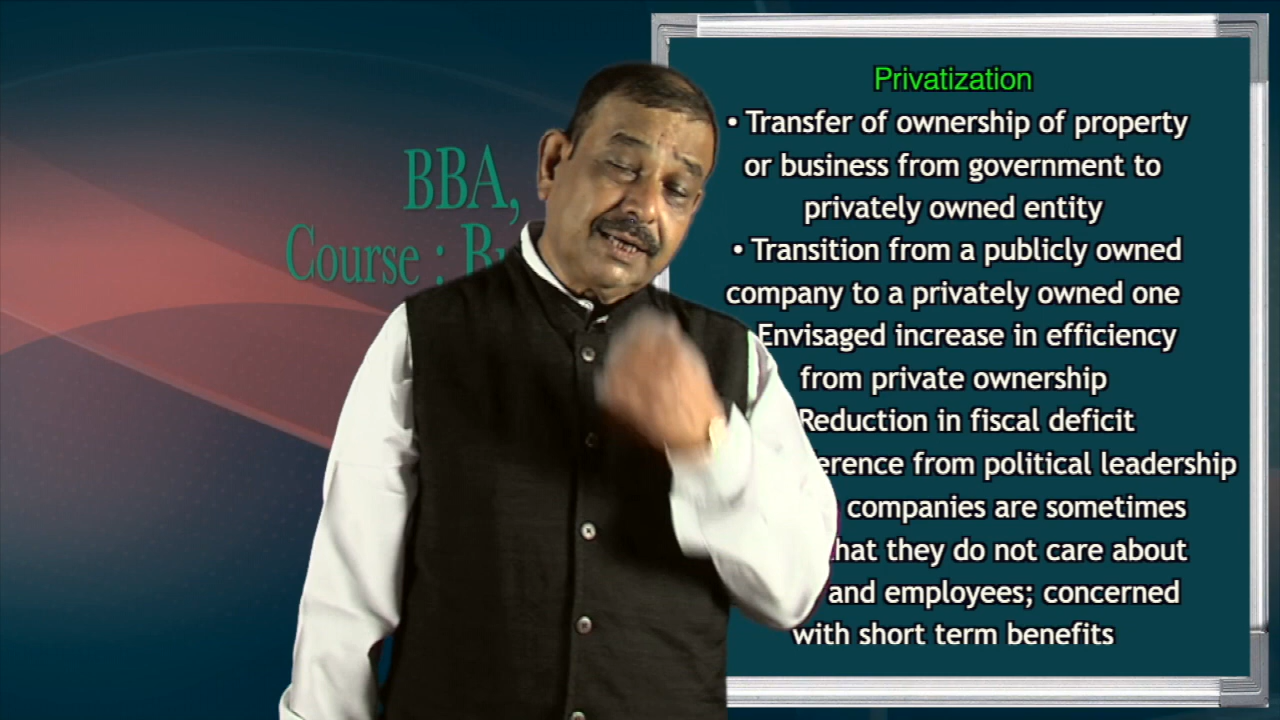 BBA,
Course :
Privatization
• Transfer of ownership of property
or business from government to
privately owned entity
• Transition from a publicly owned
company to a privately owned one
Envisaged increase in efficiency
from private ownership
Reduction in fiscal deficit
from political leadership
companies are sometimes
they do not care about
and employees; concerned
with short term benefits